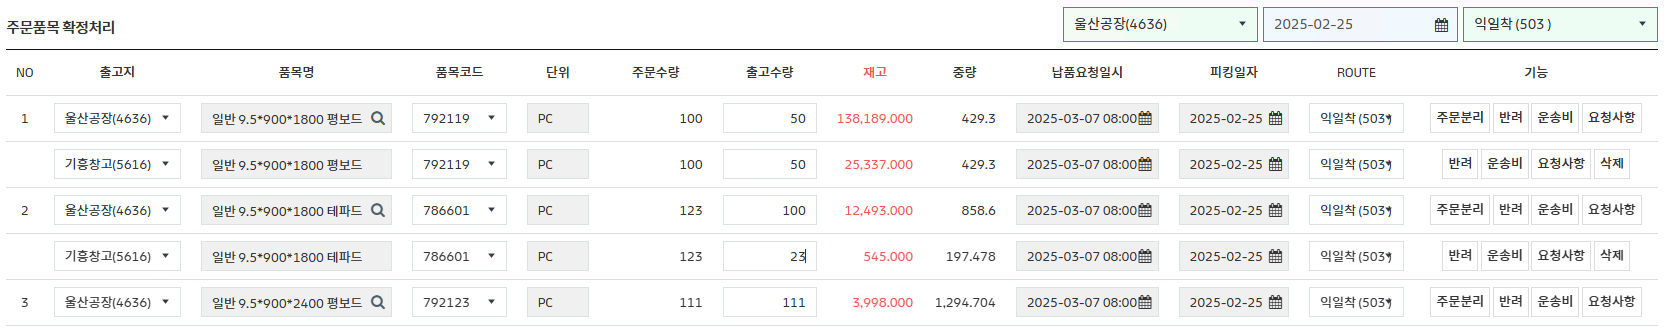 주문품목 확정처리 울산공장(4636) 2025-02-25 익일착 (503 )
NO 출고지 품목명 품목코드 단위 주문수량 출고수량 재고 중량 납품요청일시 피킹일자 ROUTE 기능
1 울산공장(4636) 일반 9.5*900*1800 평보드 792119 PC 100 50 138,189.000 429.3 2025-03-07 08:00 2025-02-25 익일착 (503 주문분리 반려 운송비 요청사항
기흥창고(5616) 일반 9.5*900*1800 평보드 792119 PC 100 50 25,337.000 429.3 2025-03-07 08:00 2025-02-25 익일착 (503 반려 운송비 요청사항 삭제
2 울산공장(4636) 일반 9.5*900*1800 테파드 786601 PC 123 100 12,493.000 858.6 2025-03-07 08:00 2025-02-25 익일착 (503 주문분리 반려 운송비 요청사항
기흥창고(5616) 일반 9.5*900*1800 테파드 786601 PC 123 23 545.000 197.478 2025-03-07 08:00 2025-02-25 익일착 (503 반려 운송비 요청사항 삭제
3 울산공장(4636) 일반 9.5*900*2400 평보드 792123 PC 111 111 3,998.000 1,294.704 2025-03-07 08:00 2025-02-25 익일착 (503 주문분리 반려 운송비 요청사항